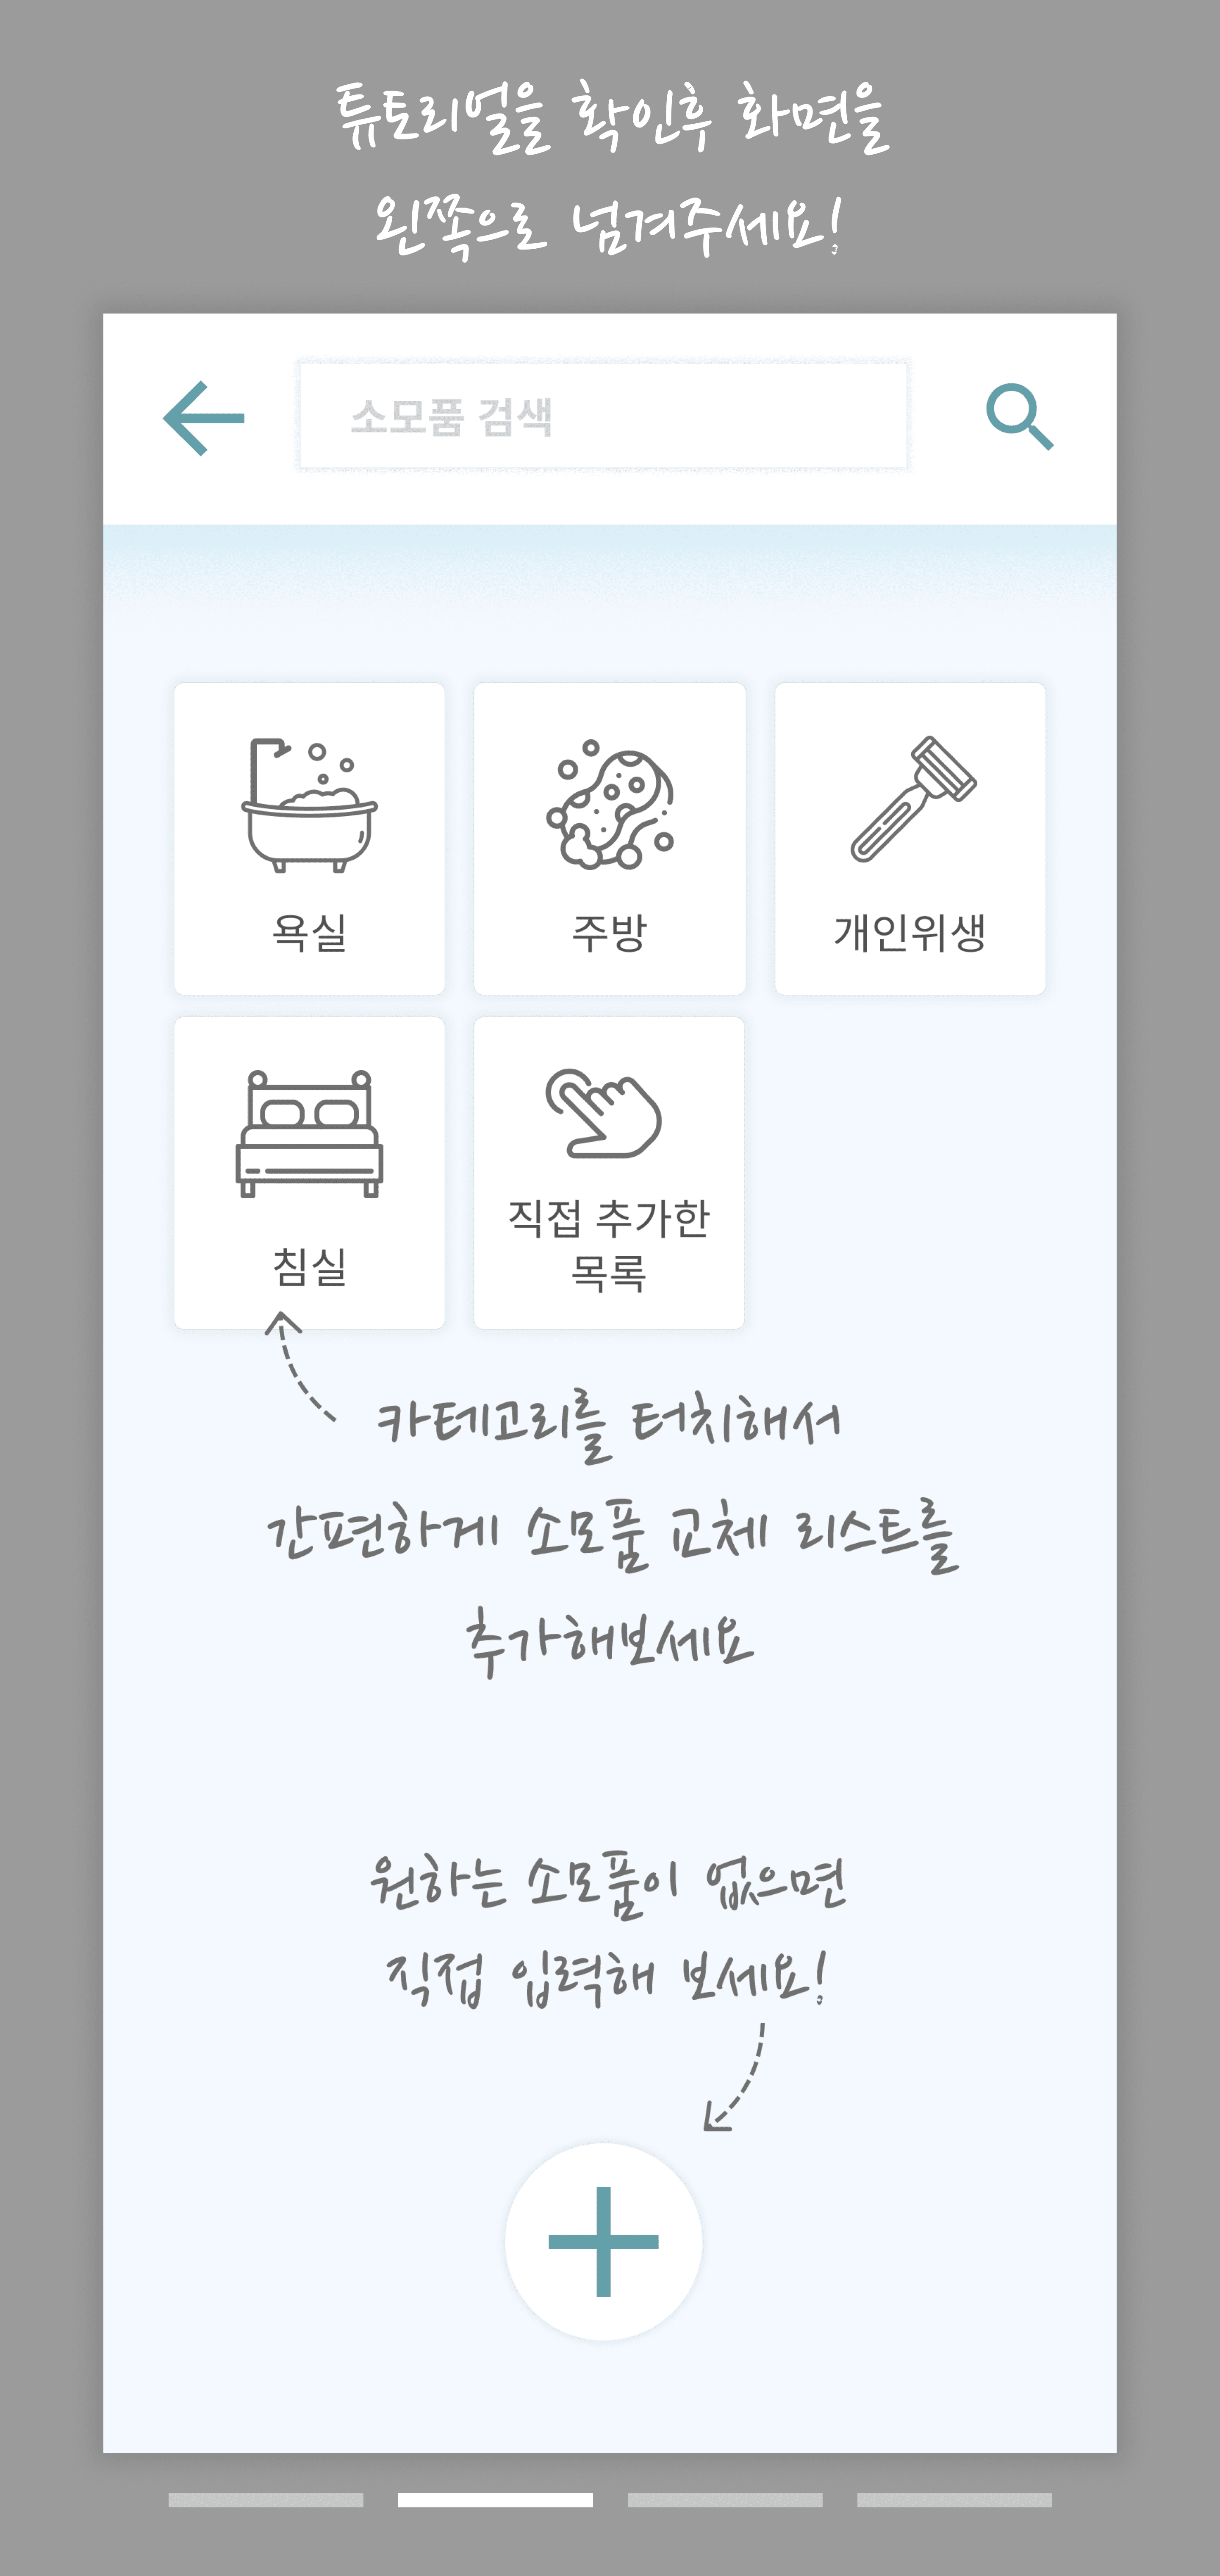 튜토리얼을 확인후 화면을
왼쪽으로 넘겨주세요!
소모품 검색
욕실
주방
개인위생
침실
직접 추가한
목록
카테고리를 터치해서
간편하게 소모품 교체 리스트를
추가해보세요
원하는 소모품이 없으면
직접 입력해 보세요!